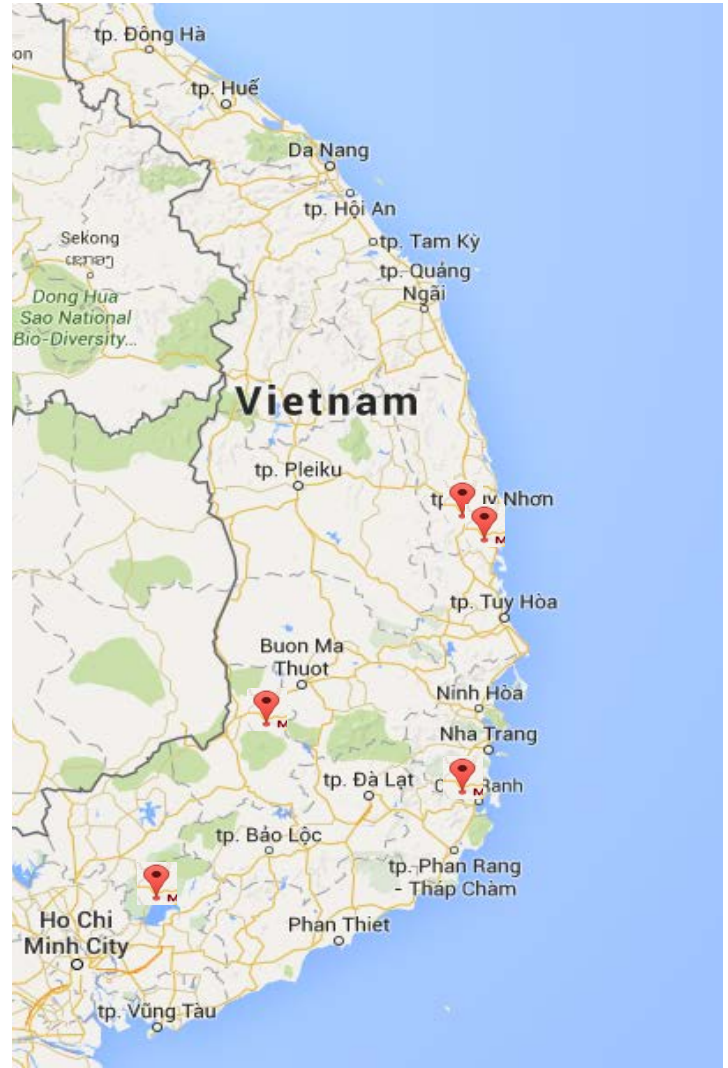 tp. Đông Hà
on
tp. Huế
Da Nang
tp. Hội An
Sekong
tp. Tam Kỳ
tp. Quảng
Ngãi
Dong Hua
Sao National
Bio-Diversity...
Vietnam
tp. Pleiku
Nhơn
M
tp. Tuy Hòa
Buon Ma
Thuot
Ninh Hòa
M
Nha Trang
tp. Đà Lạt
Ranh
M
tp. Bảo Lộc
tp. Phan Rang
- Tháp Chàm
M
Ho Chi
Minh City
Phan Thiet
tp. Vũng Tàu